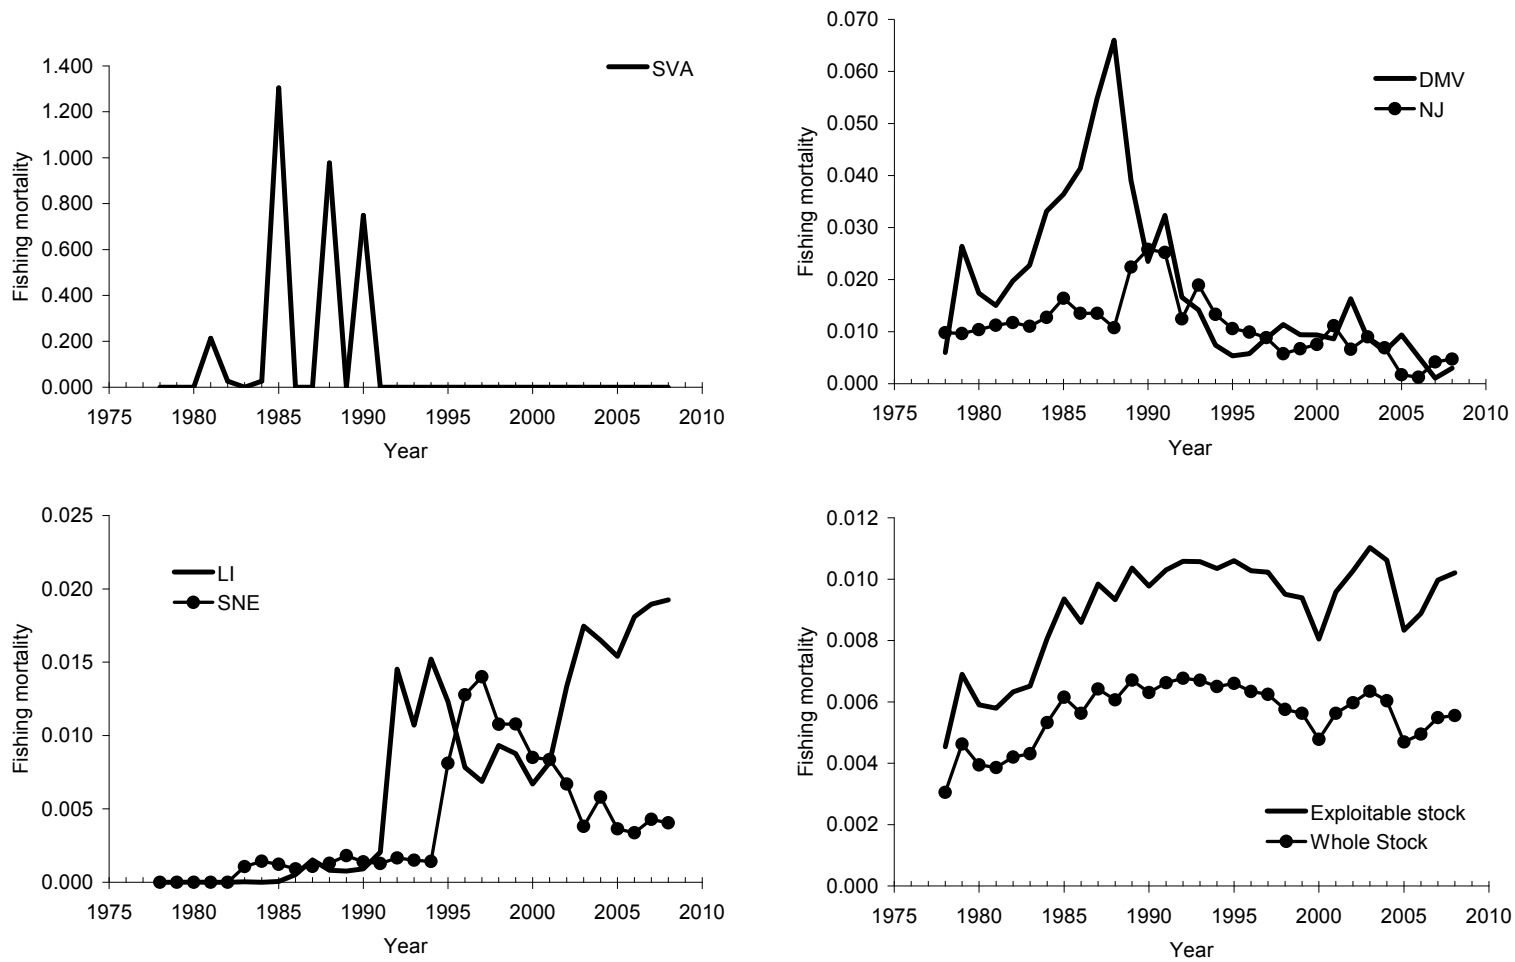 1.400
1.200
1.000
0.800
0.600
0.400
0.200
0.000
Fishing mortality
SVA
1975 1980 1985 1990 1995 2000 2005 2010
Year
0.070
0.060
0.050
0.040
0.030
0.020
0.010
0.000
Fishing mortality
DMV
NJ
1975 1980 1985 1990 1995 2000 2005 2010
Year
0.025
0.020
0.015
0.010
0.005
0.000
Fishing mortality
LI
SNE
1975 1980 1985 1990 1995 2000 2005 2010
Year
0.012
0.010
0.008
0.006
0.004
0.002
0.000
Fishing mortality
Exploitable stock
Whole Stock
1975 1980 1985 1990 1995 2000 2005 2010
Year